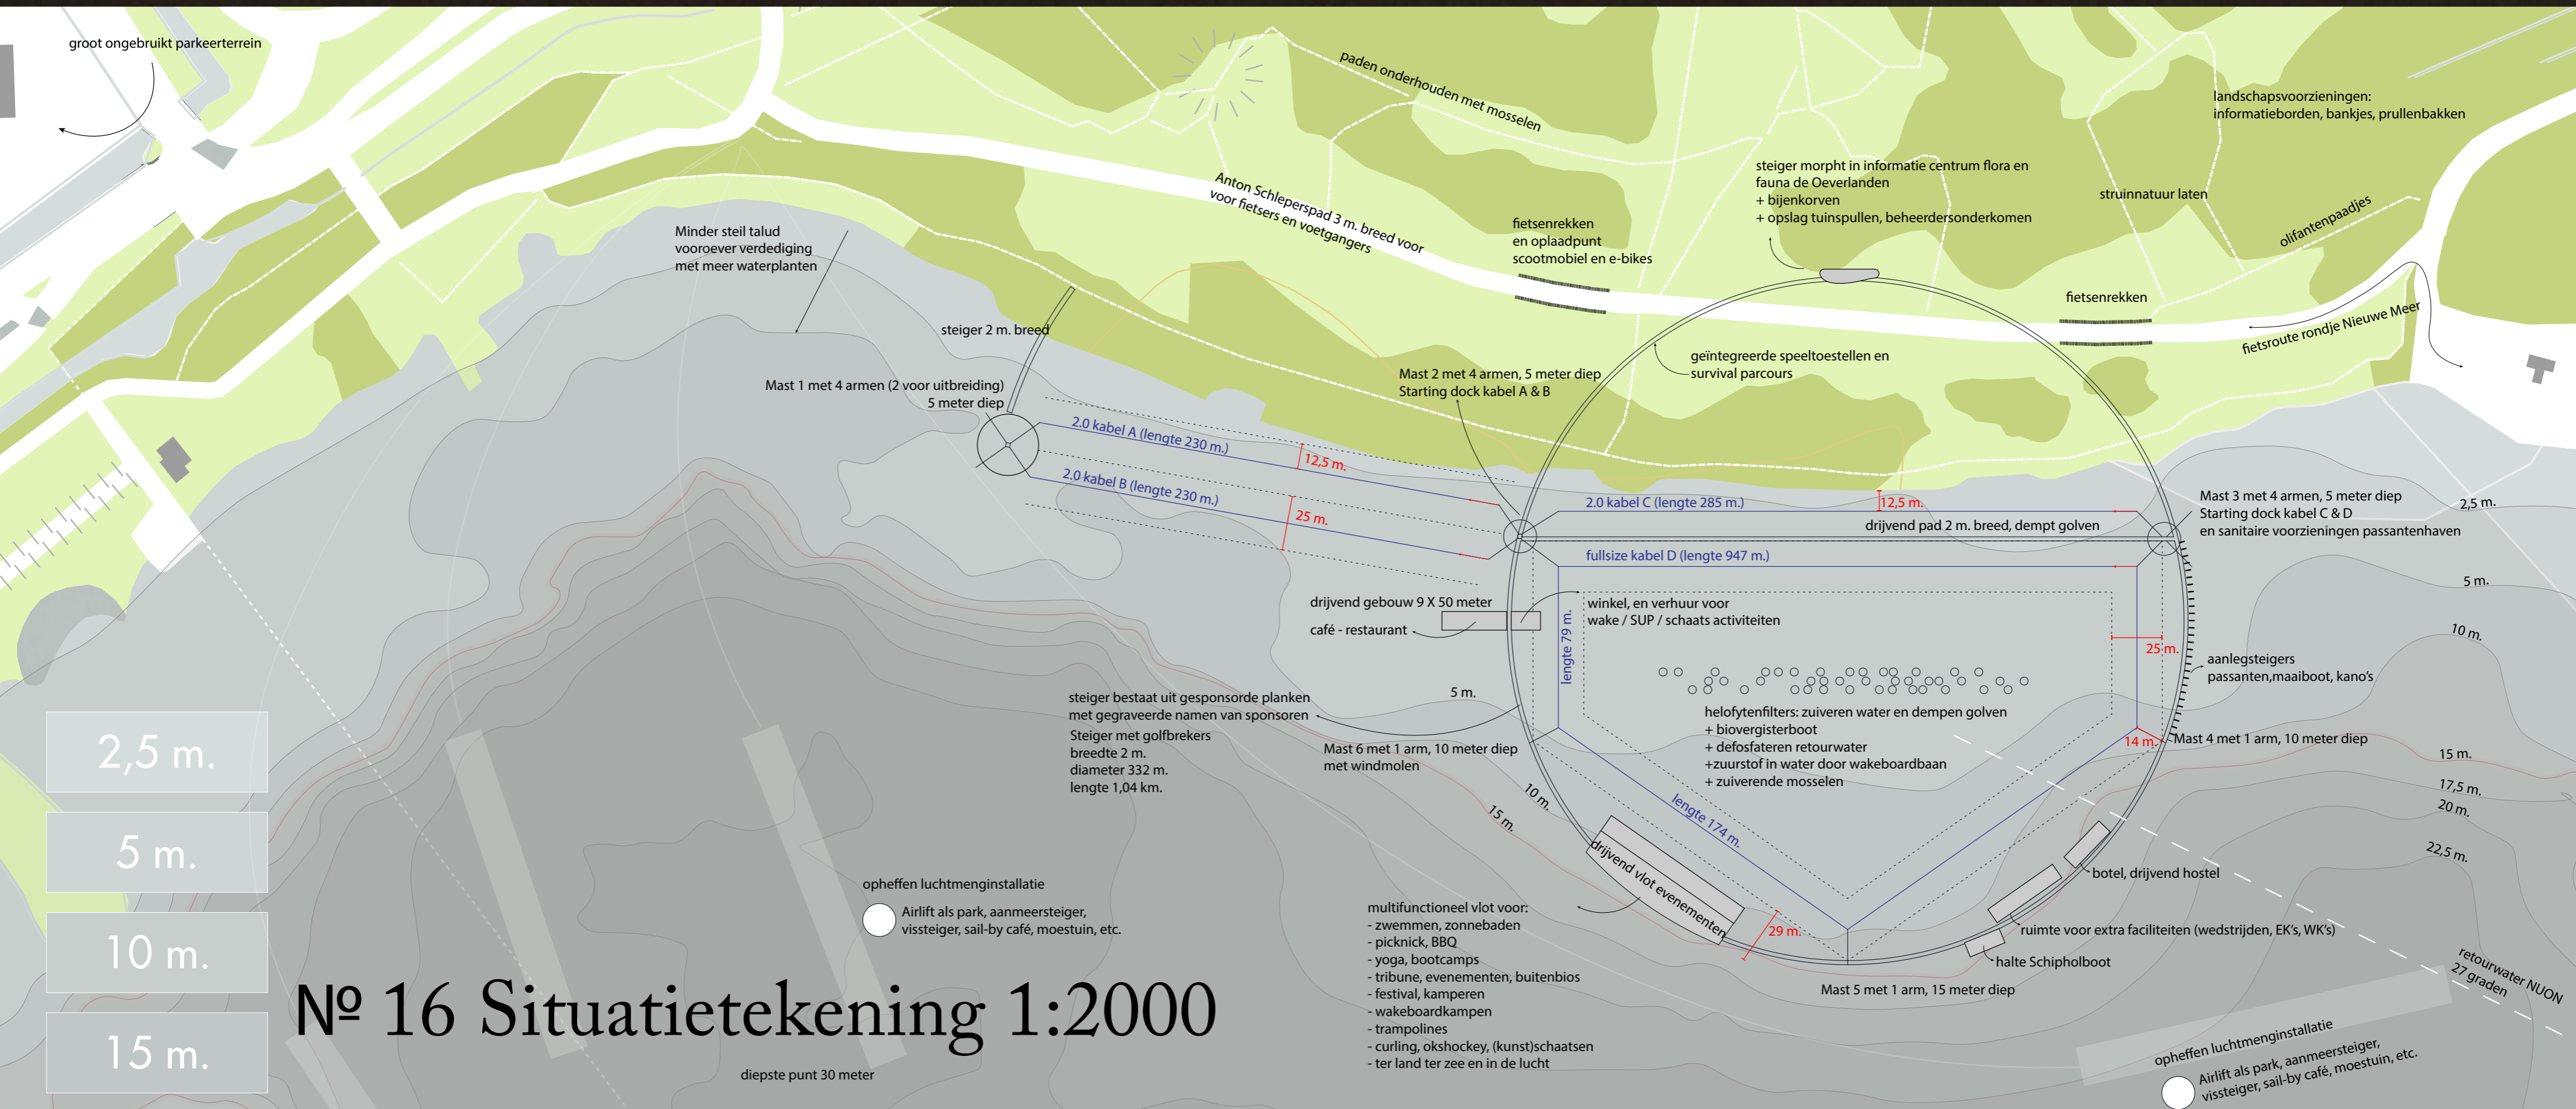 groot ongebruikt parkeerterrein
paden onderhouden met mosselen
landschapsvoorzieningen:
informatieborden, bankjes, prullenbakken
steiger morpht in informatie centrum flora en
fauna de Oeverlanden
+ bijenkorven
+ opslag tuinspullen, beheerdersonderkomen
struinnatuur laten
olifantenpaadjes
Anton Schleperspad 3 m. breed voor
voor fietsers en voetgangers
fietsenrekken
en oplaadpunt
scootmobiel en e-bikes
Minder steil talud
vooroever verdediging
met meer waterplanten
fietsenrekken
fietsroute rondje Nieuwe Meer
steiger 2 m. breed
geïntegreerde speeltoestellen en
survival parcours
Mast 1 met 4 armen (2 voor uitbreiding)
5 meter diep
Mast 2 met 4 armen, 5 meter diep
Starting dock kabel A & B
2.0 kabel A (lengte 230 m.)
12,5 m.
2.0 kabel B (lengte 230 m.)
25 m.
2.0 kabel C (lengte 285 m.)
12,5 m.
drijvend pad 2 m. breed, dempt golven
Mast 3 met 4 armen, 5 meter diep
Starting dock kabel C & D
en sanitaire voorzieningen passantenhaven
2,5 m.
fullsize kabel D (lengte 947 m.)
5 m.
drijvend gebouw 9 X 50 meter
café - restaurant
winkel, en verhuur voor
wake / SUP / schaats activiteiten
lengte 79 m.
10 m.
25 m.
aanlegsteigers
passanten,maaiboot, kano's
steiger bestaat uit gesponsorde planken
met gegraveerde namen van sponsoren
Steiger met golfbrekers
breedte 2 m.
diameter 332 m.
lengte 1,04 km.
5 m.
helofytenfilters: zuiveren water en dempen golven
+ biovergisterboot
+ defosfateren retourwater
+zuurstof in water door wakeboardbaan
+ zuiverende mosselen
Mast 6 met 1 arm, 10 meter diep
met windmolen
14 m.
Mast 4 met 1 arm, 10 meter diep
15 m.
17,5 m.
20 m.
22,5 m.
10 m.
15 m.
lengte 174 m.
2,5 m.
5 m.
10 m.
15 m.
drijvend vlot evenementen
29 m.
botel, drijvend hostel
ruimte voor extra faciliteiten (wedstrijden, EK's, WK's)
halte Schipholboot
Mast 5 met 1 arm, 15 meter diep
retourwater NUON
27 graden
opheffen luchtmenginstallatie
Airlift als park, aanmeersteiger,
vissteiger, sail-by café, moestuin, etc.
multifunctioneel vlot voor:
- zwemmen, zonnebaden
- picknick, BBQ
- yoga, bootcamps
- tribune, evenementen, buitenbios
- festival, kamperen
- wakeboardkampen
- trampolines
- curling, okshockey, (kunst)schaatsen
- ter land ter zee en in de lucht
№ 16 Situatietekening 1:2000
diepste punt 30 meter
opheffen luchtmenginstallatie
Airlift als park, aanmeersteiger,
vissteiger, sail-by café, moestuin, etc.